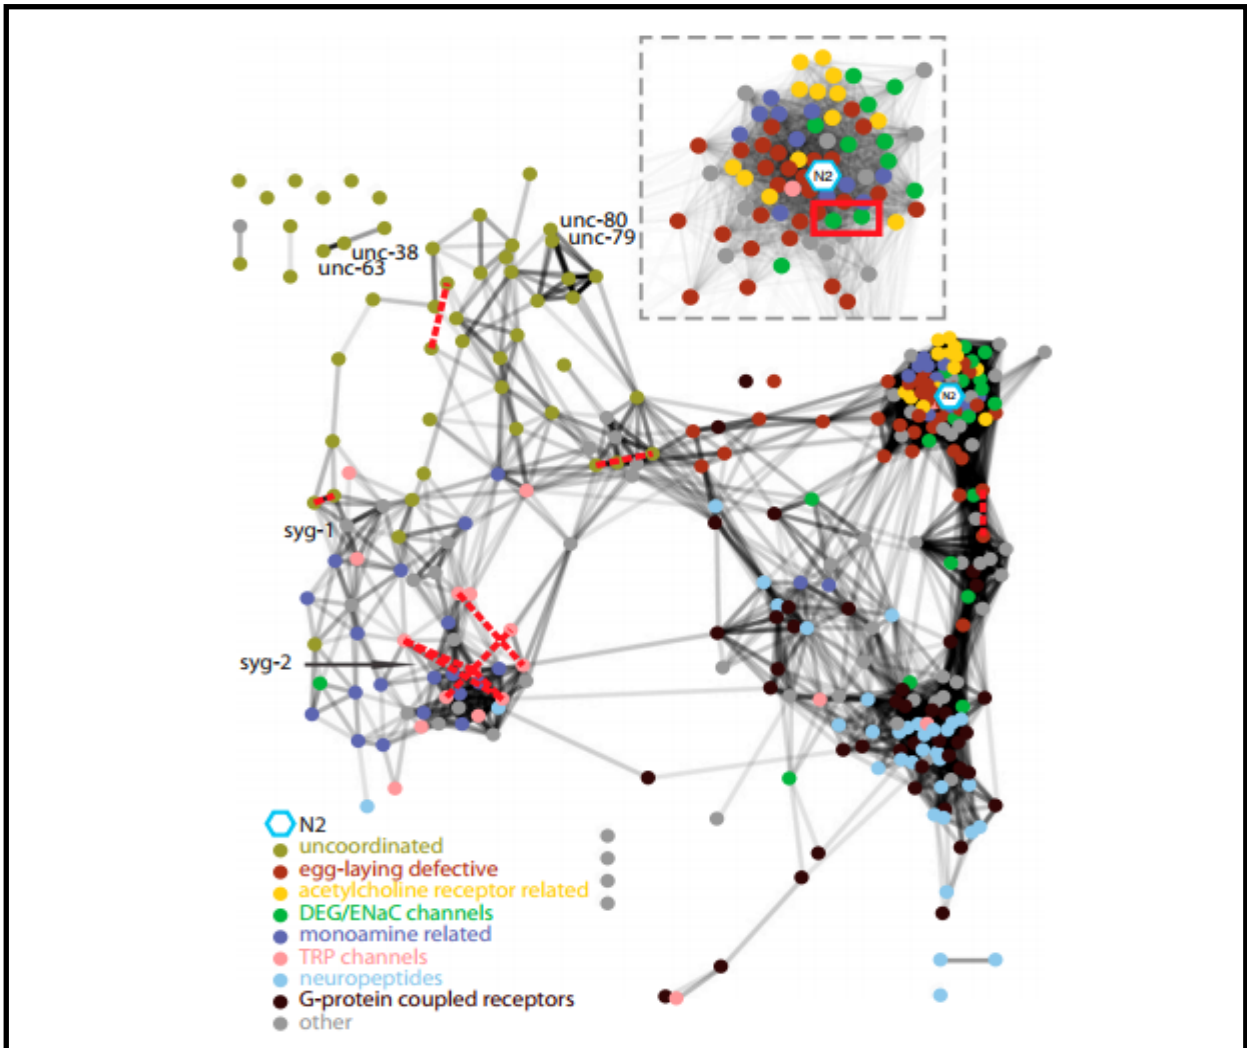 N2
unc-80
unc-79
unc-38
unc-63
N2
syg-1
syg-2
N2
uncoordinated
egg-laying defective
acetylcholine receptor related
DEG/ENaC channels
monoamine related
TRP channels
neuropeptides
G-protein coupled receptors
other